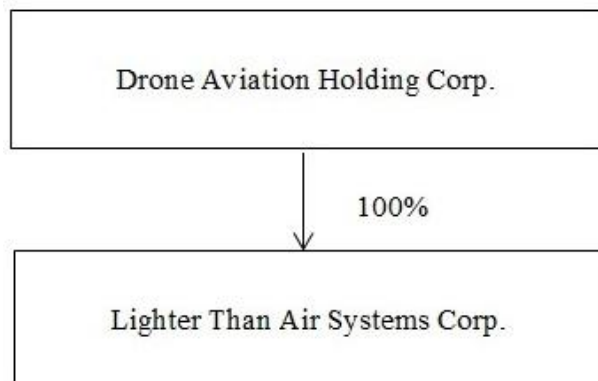 Drone Aviation Holding Corp.
100%
Lighter Than Air Systems Corp.